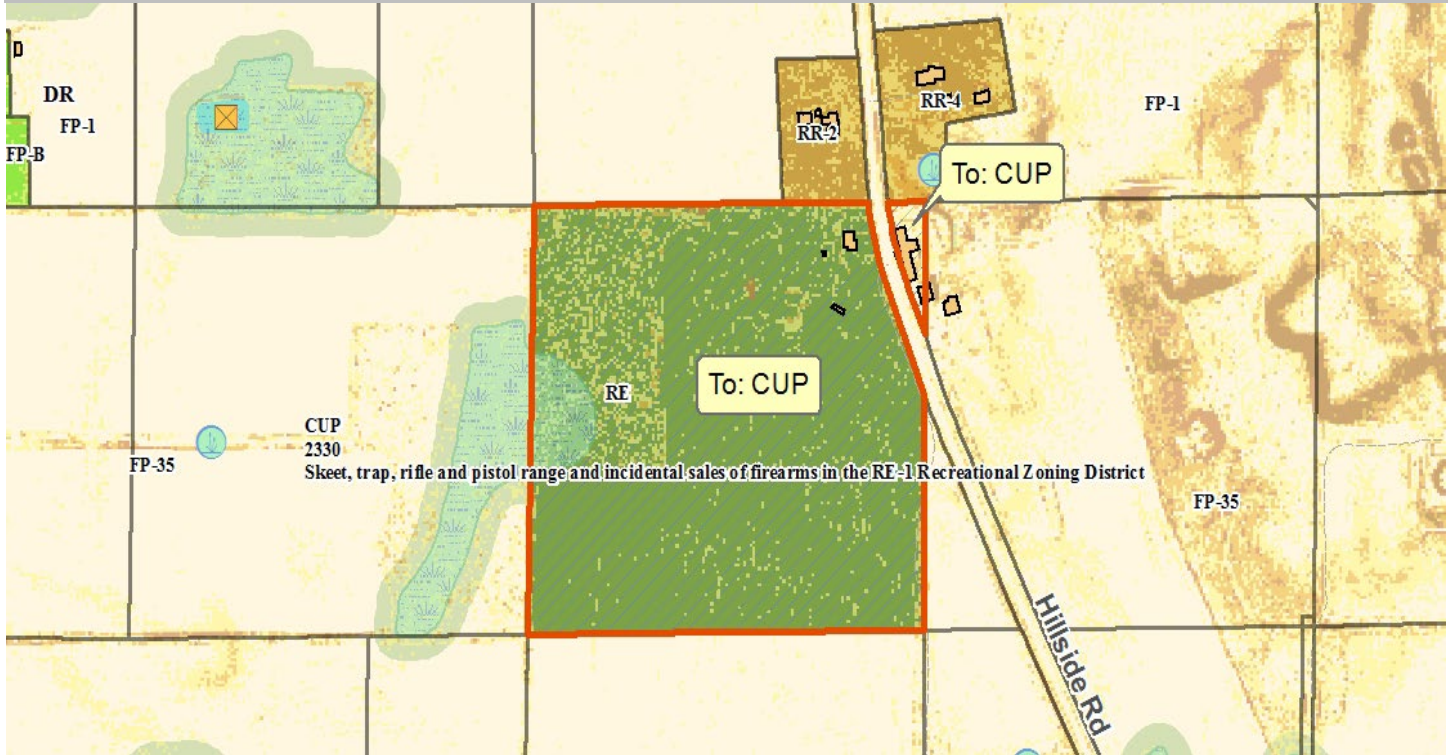 DR
FP-1
FP-B
RR-2
RR-4
FP-1
To: CUP
To: CUP
RE
CUP
2330
Skeet, trap, rifle and pistol range and incidental sales of firearms in the RE-1 Recreational Zoning District
FP-35
FP-35
Hillside Rd